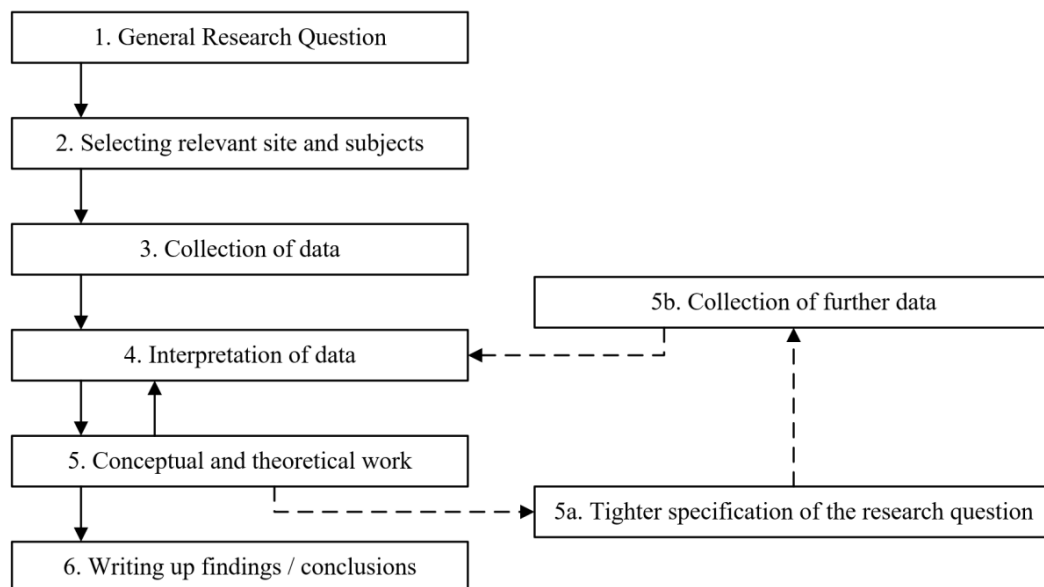 1. General Research Question
2. Selecting relevant site and subjects
3. Collection of data
5b. Collection of further data
4. Interpretation of data
5. Conceptual and theoretical work
5a. Tighter specification of the research question
6. Writing up findings / conclusions